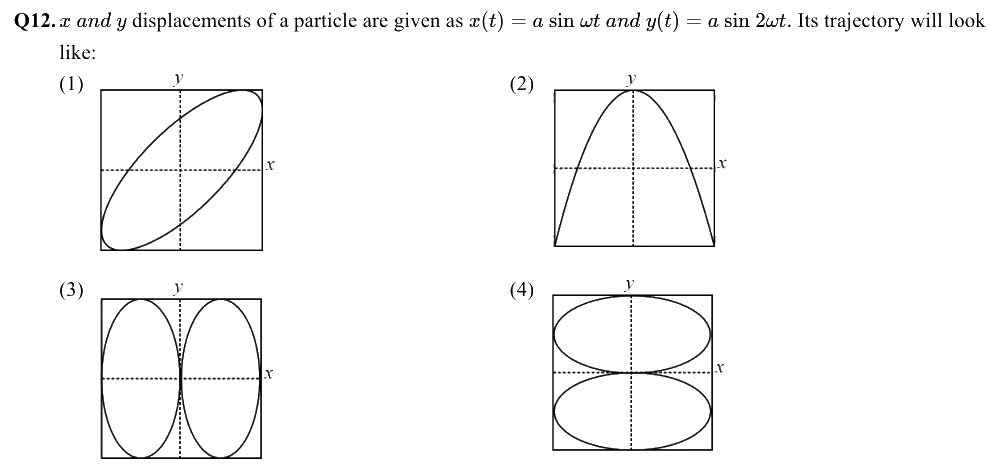 Q12. x and y displacements of a particle are given as x(t) = a sin ωt and y(t) = a sin 2ωt. Its trajectory will look
like:
(1) y (2) y
x x
(3) y (4) y
x x